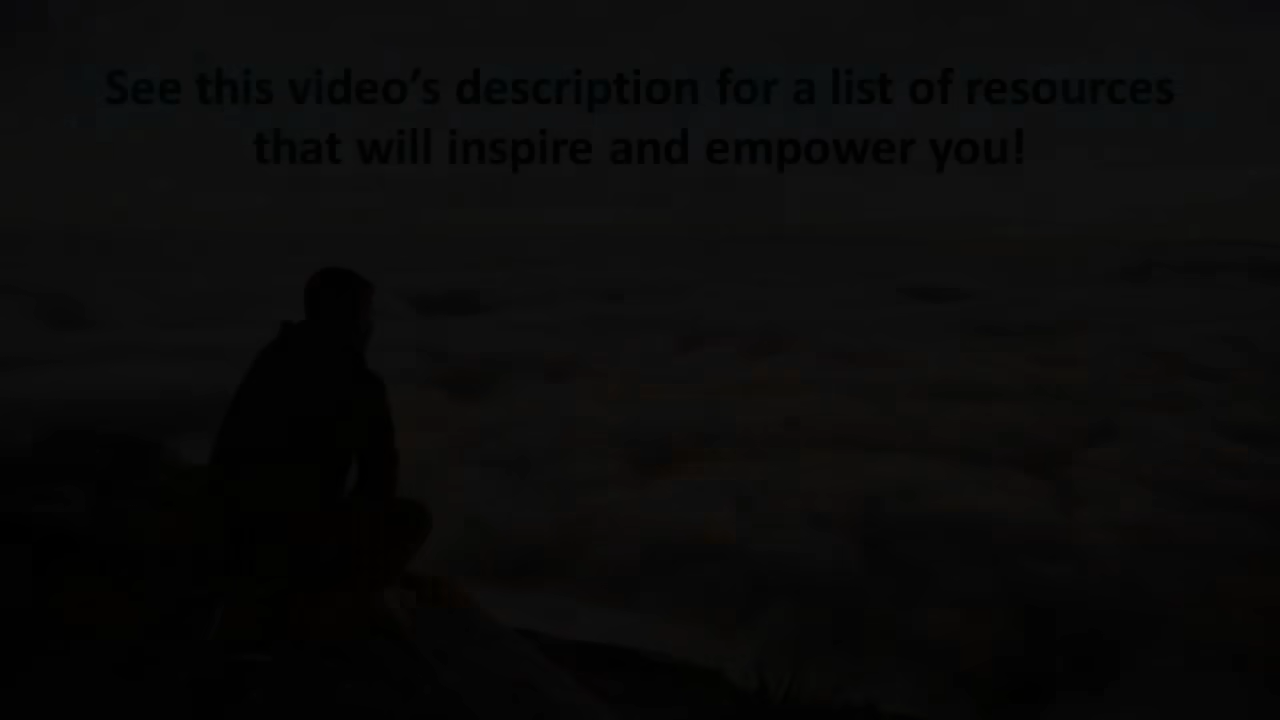 See this video’s description for a list of resources
that will inspire and empower you!